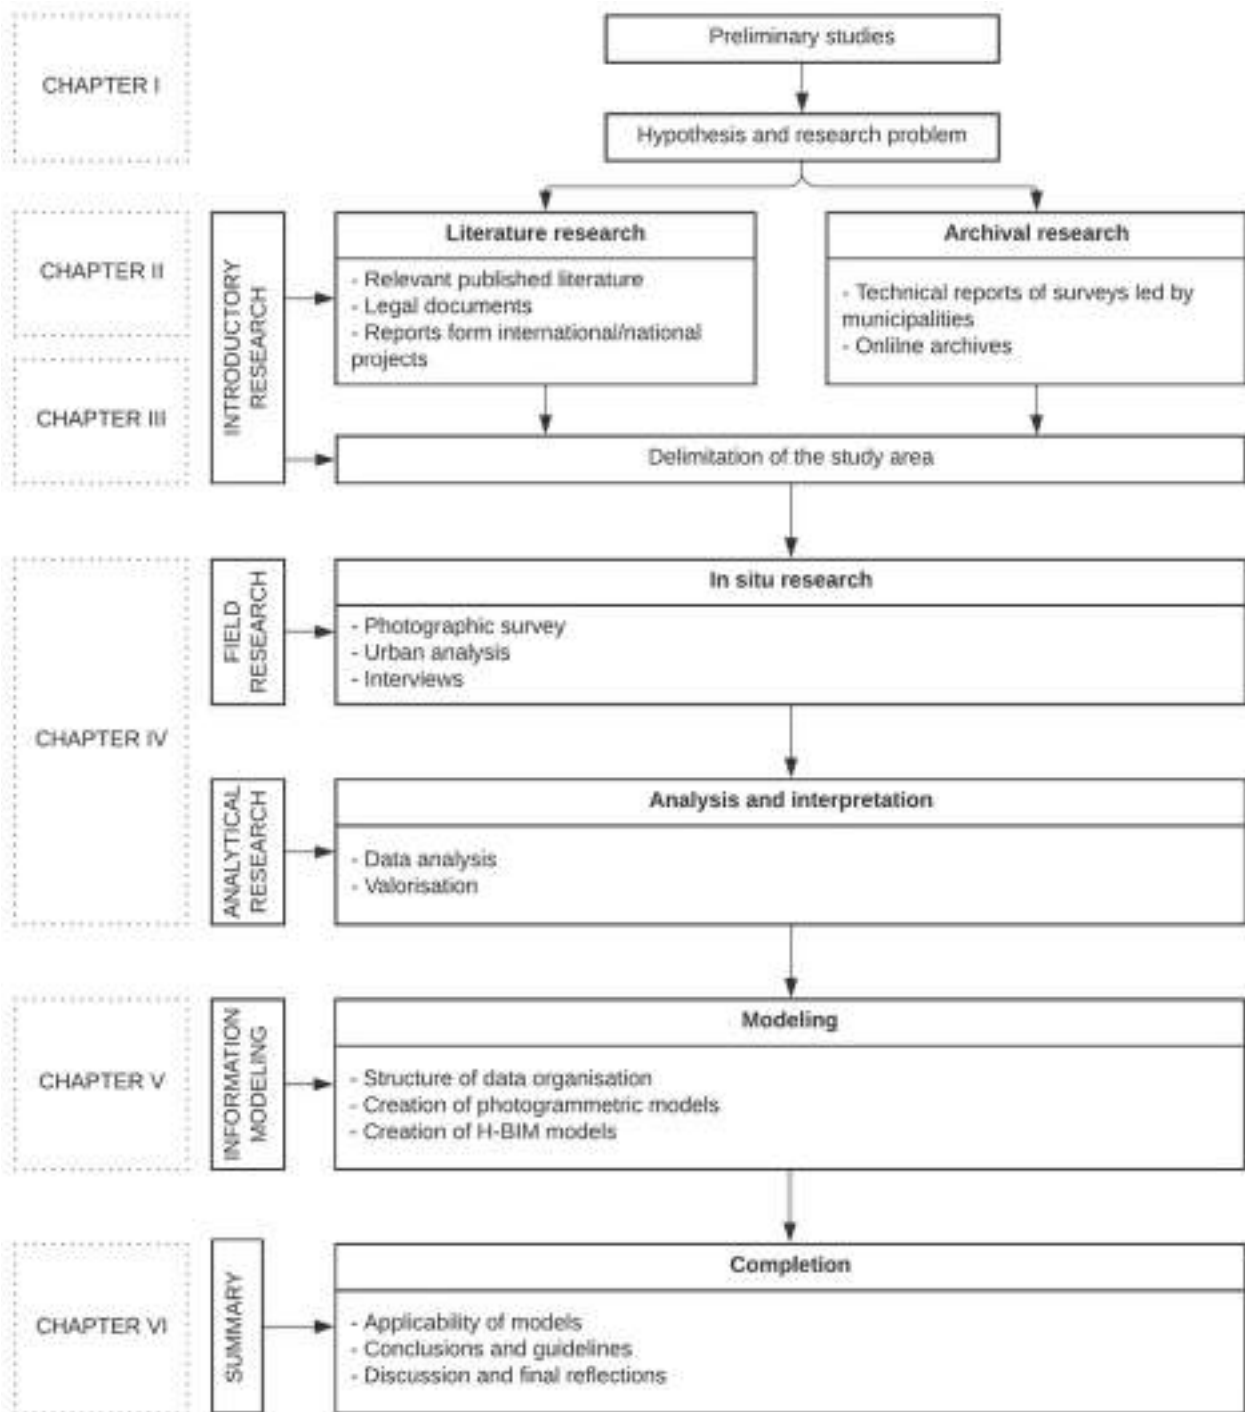 CHAPTER I
Preliminary studies
Hypothesis and research problem
CHAPTER II
CHAPTER III
INTRODUCTORY
RESEARCH
Literature research
- Relevant published literature
- Legal documents
- Reports form international/national
projects
Archival research
- Technical reports of surveys led by
municipalities
- Onlilne archives
Delimitation of the study area
CHAPTER IV
FIELD
RESEARCH
In situ research
- Photographic survey
- Urban analysis
- Interviews
ANALYTICAL
RESEARCH
Analysis and interpretation
- Data analysis
- Valorisation
CHAPTER V
INFORMATION
MODELING
Modeling
- Structure of data organisation
- Creation of photogrammetric models
- Creation of H-BIM models
CHAPTER VI
SUMMARY
Completion
- Applicability of models
- Conclusions and guidelines
- Discussion and final reflections